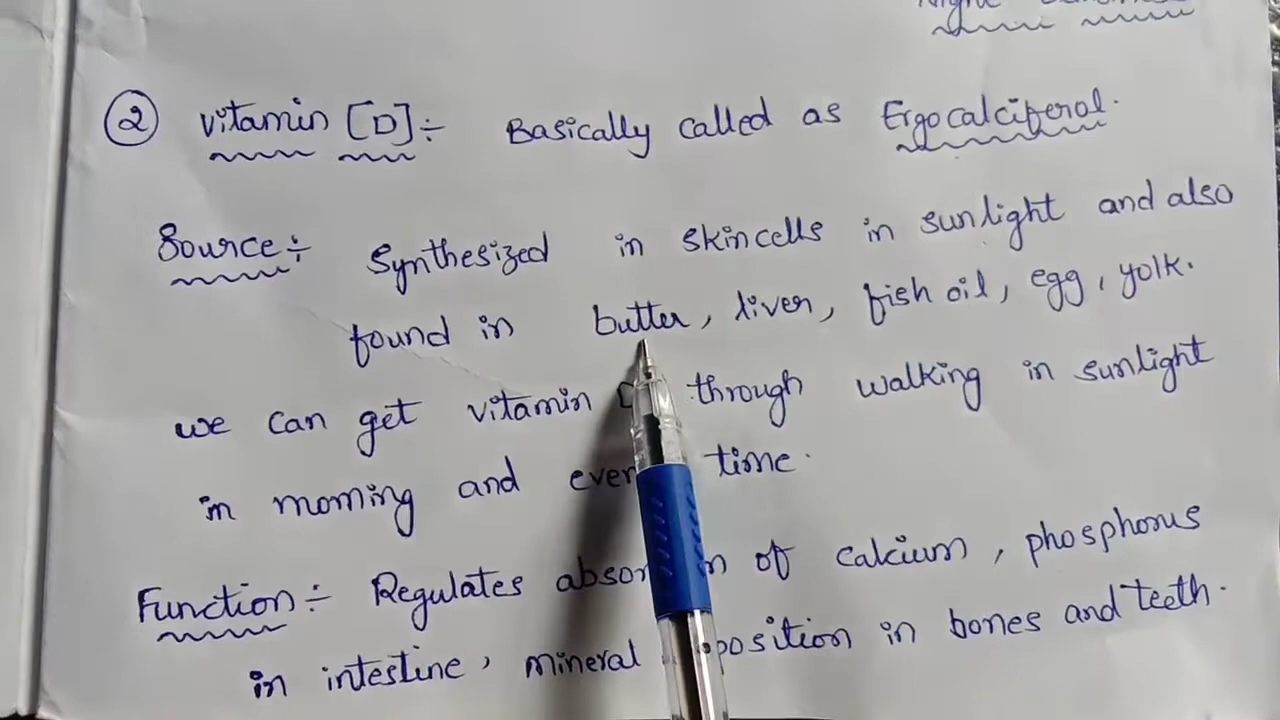 ② Vitamin [D]:- Basically called as Ergocalciferal.
Source:- Synthesized in skincells in sunlight and also
found in butter, liver, fish oil, egg, yolk.
we can get vitamin through walking in sunlight
in morning and time.
Function:- Regulates of calcium, phosphorus
in intestine, mineral in bones and teeth.